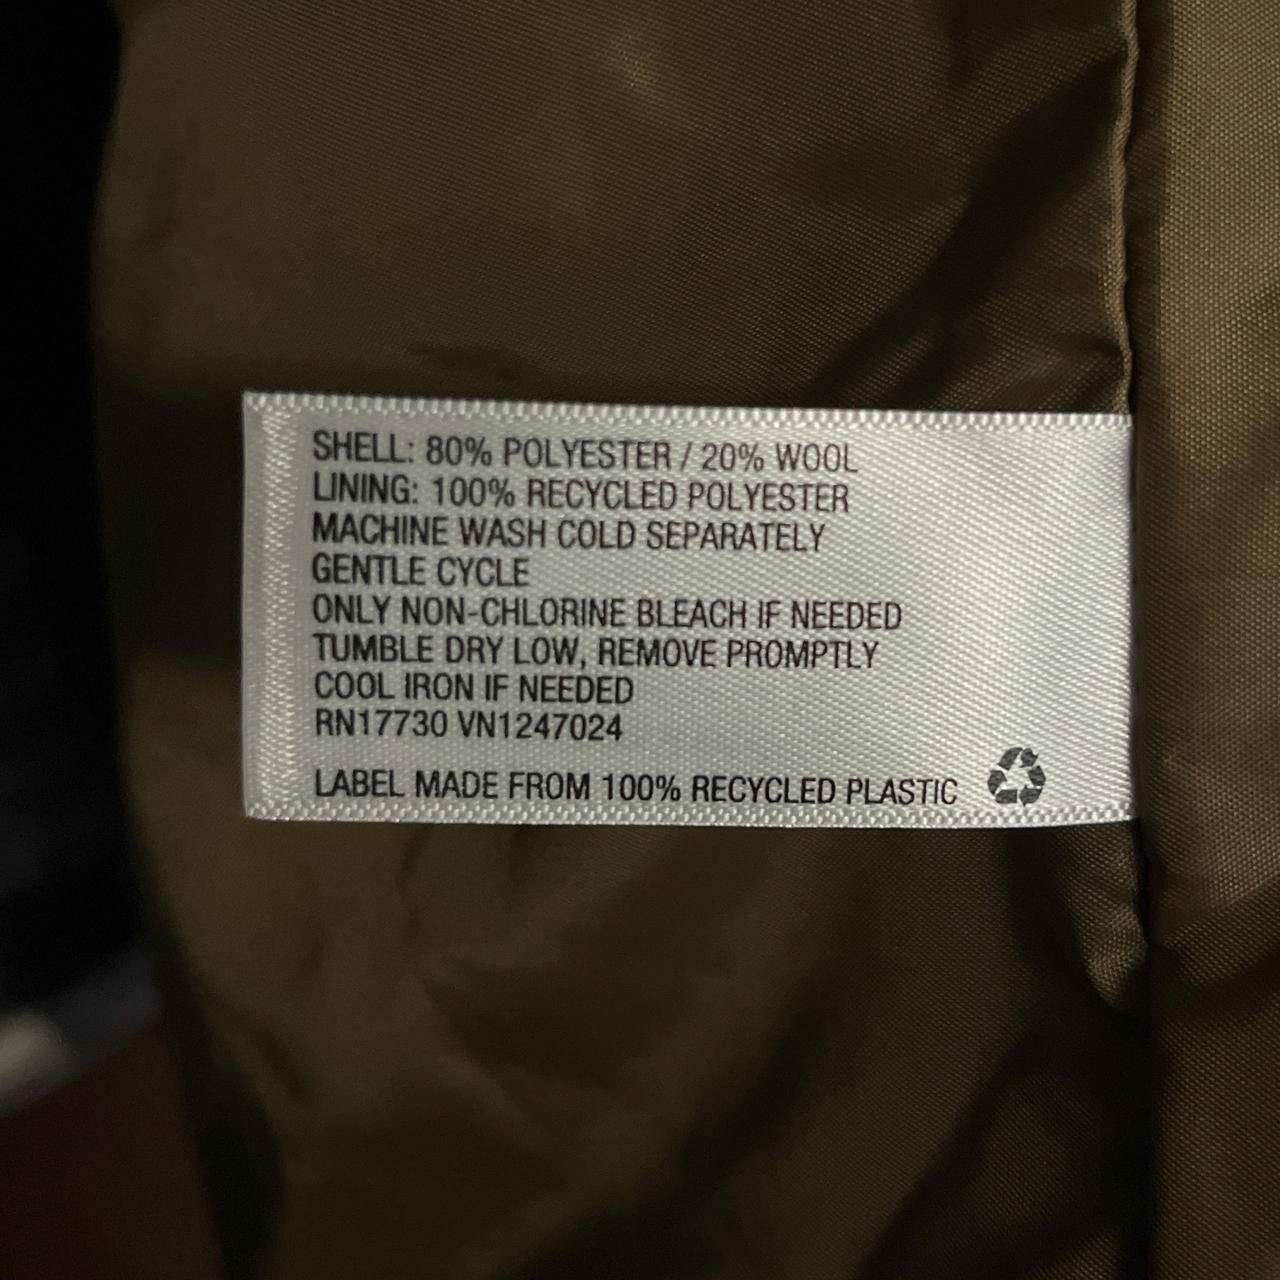 SHELL: 80% POLYESTER / 20% WOOL
LINING: 100% RECYCLED POLYESTER
MACHINE WASH COLD SEPARATELY
GENTLE CYCLE
ONLY NON-CHLORINE BLEACH IF NEEDED
TUMBLE DRY LOW, REMOVE PROMPTLY
COOL IRON IF NEEDED
RN17730 VN1247024
LABEL MADE FROM 100% RECYCLED PLASTIC